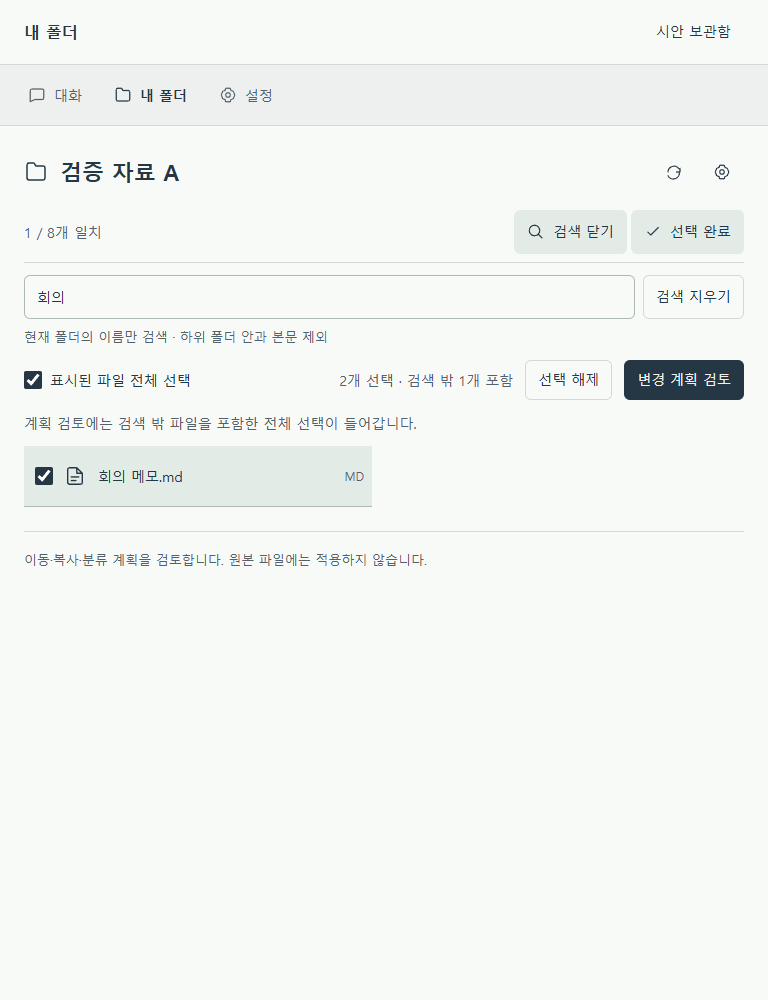 내 폴더
시안 보관함
대화
내 폴더
설정
검증 자료 A
1 / 8개 일치
검색 닫기
선택 완료
회의
검색 지우기
현재 폴더의 이름만 검색 · 하위 폴더 안과 본문 제외
표시된 파일 전체 선택
2개 선택 · 검색 밖 1개 포함
선택 해제
변경 계획 검토
계획 검토에는 검색 밖 파일을 포함한 전체 선택이 들어갑니다.
회의 메모.md
MD
이동·복사·분류 계획을 검토합니다. 원본 파일에는 적용하지 않습니다.